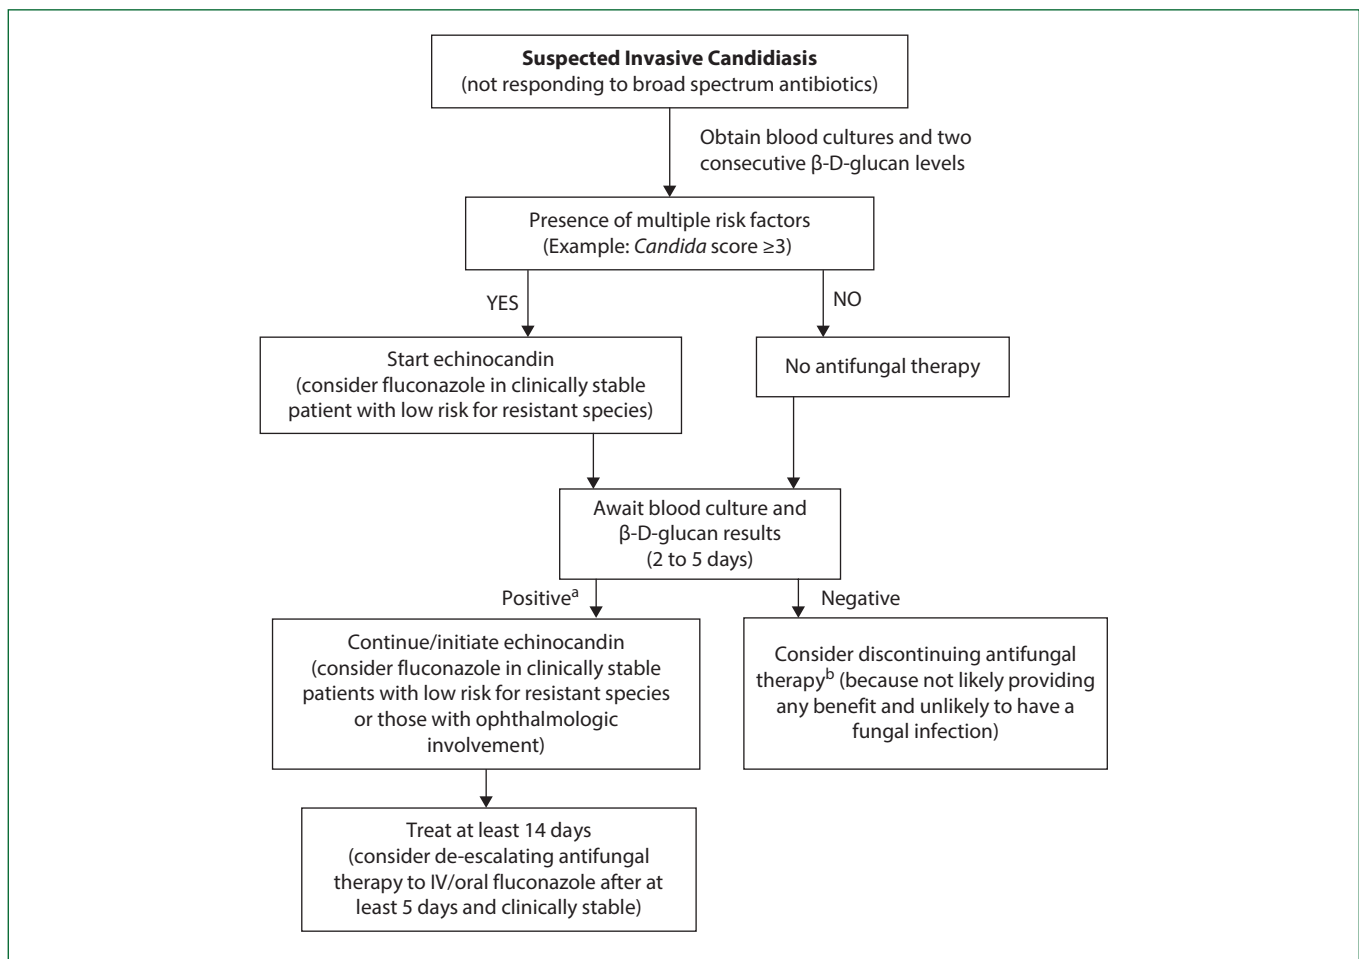 Suspected Invasive Candidiasis
(not responding to broad spectrum antibiotics)
Obtain blood cultures and two
consecutive β-D-glucan levels
Presence of multiple risk factors
(Example: Candida score ≥3)
YES
NO
Start echinocandin
(consider fluconazole in clinically stable
patient with low risk for resistant species)
No antifungal therapy
Await blood culture and
β-D-glucan results
(2 to 5 days)
Positiveª
Negative
Continue/initiate echinocandin
(consider fluconazole in clinically stable
patients with low risk for resistant species
or those with ophthalmologic
involvement)
Consider discontinuing antifungal
therapyᵇ (because not likely providing
any benefit and unlikely to have a
fungal infection)
Treat at least 14 days
(consider de-escalating antifungal
therapy to IV/oral fluconazole after at
least 5 days and clinically stable)